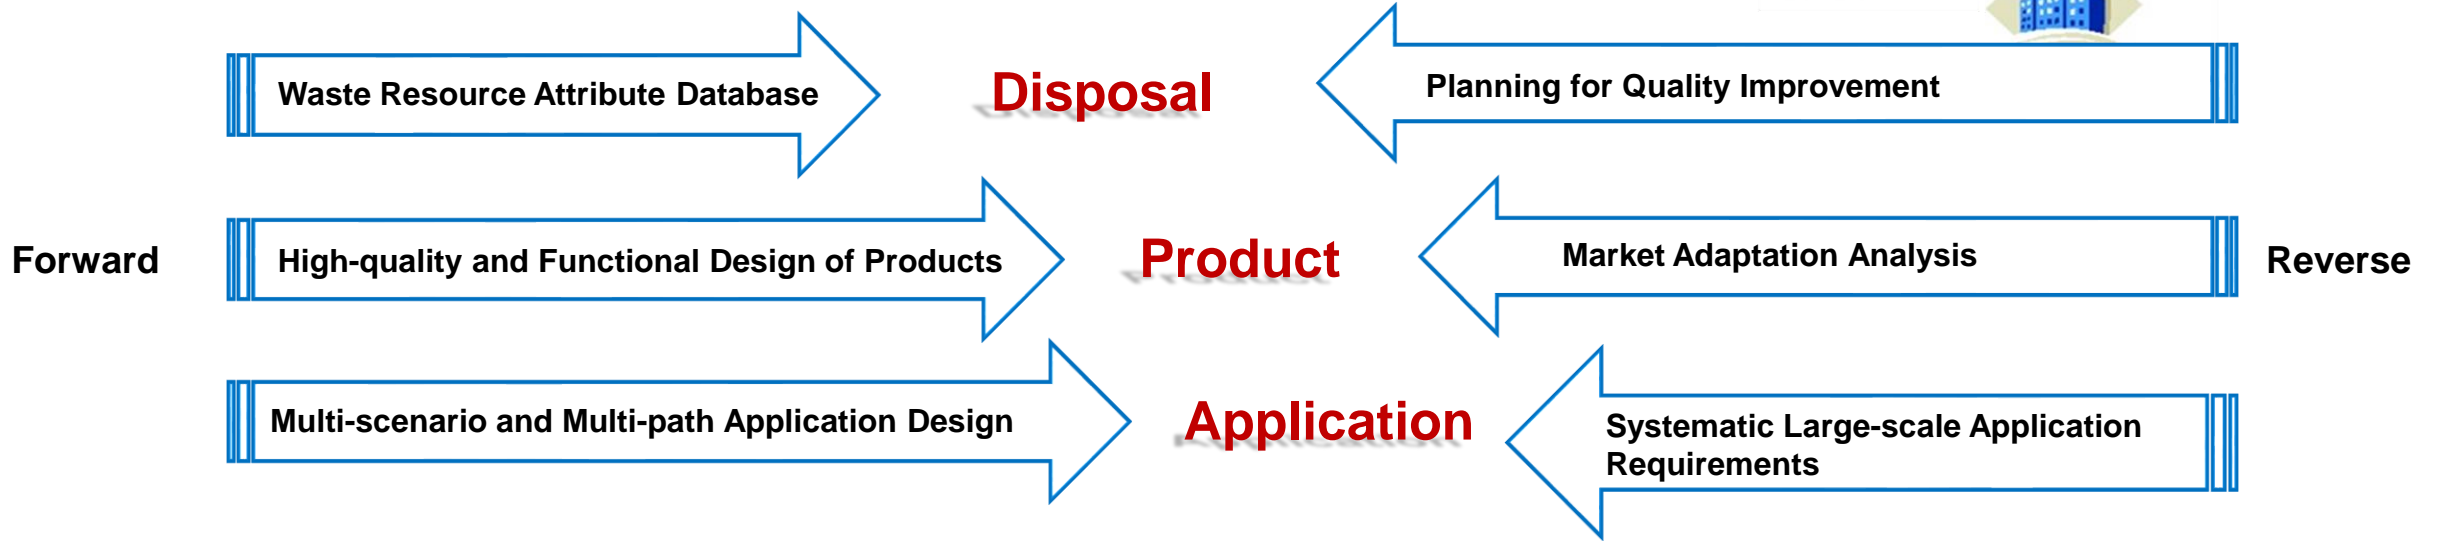 Waste Resource Attribute Database
Disposal
Planning for Quality Improvement
Forward
High-quality and Functional Design of Products
Product
Market Adaptation Analysis
Reverse
Multi-scenario and Multi-path Application Design
Application
Systematic Large-scale Application
Requirements